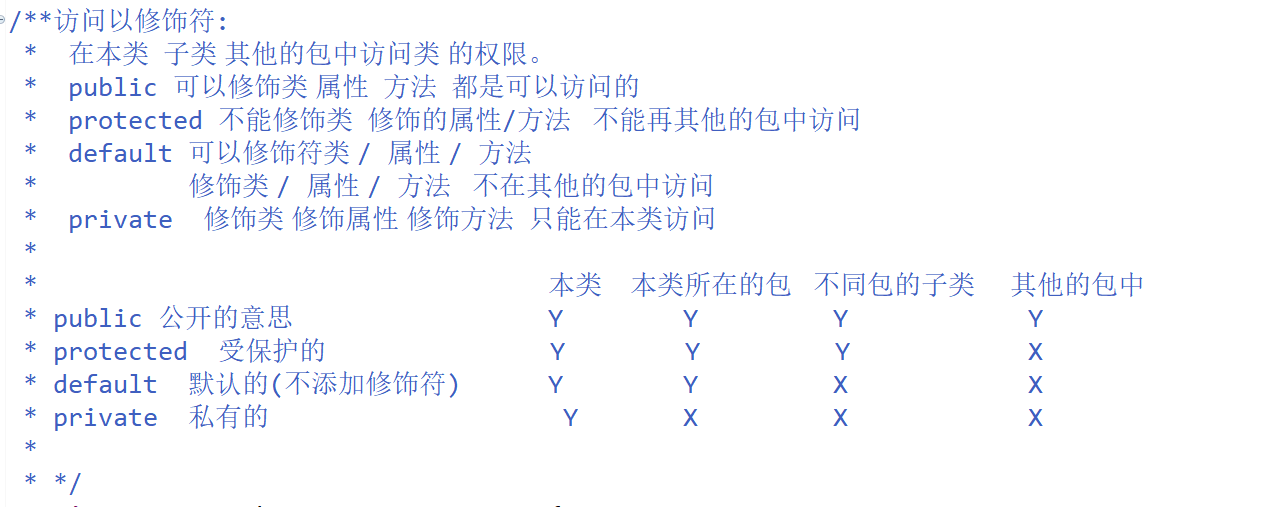 /**访问以修饰符:
* 在本类 子类 其他的包中访问类 的权限。
* public 可以修饰类 属性 方法 都是可以访问的
* protected 不能修饰类 修饰的属性/方法 不能再其他的包中访问
* default 可以修饰符类 / 属性 / 方法
* 修饰类 / 属性 / 方法 不在其他的包中访问
* private 修饰类 修饰属性 修饰方法 只能在本类访问
*
* 本类 本类所在的包 不同包的子类 其他的包中
* public 公开的意思 Y Y Y Y
* protected 受保护的 Y Y Y X
* default 默认的(不添加修饰符) Y Y X X
* private 私有的 Y X X X
*
* */